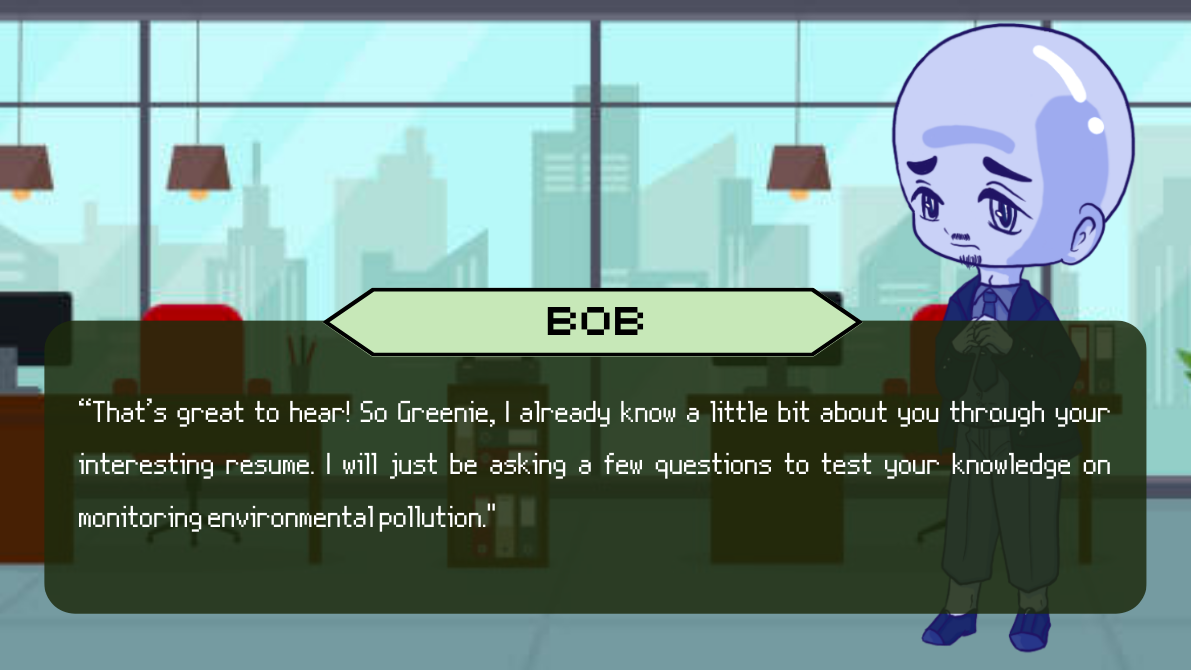 BOB
“That’s great to hear! So Greenie, I already know a little bit about you through your
interesting resume. I will just be asking a few questions to test your knowledge on
monitoring environmental pollution."